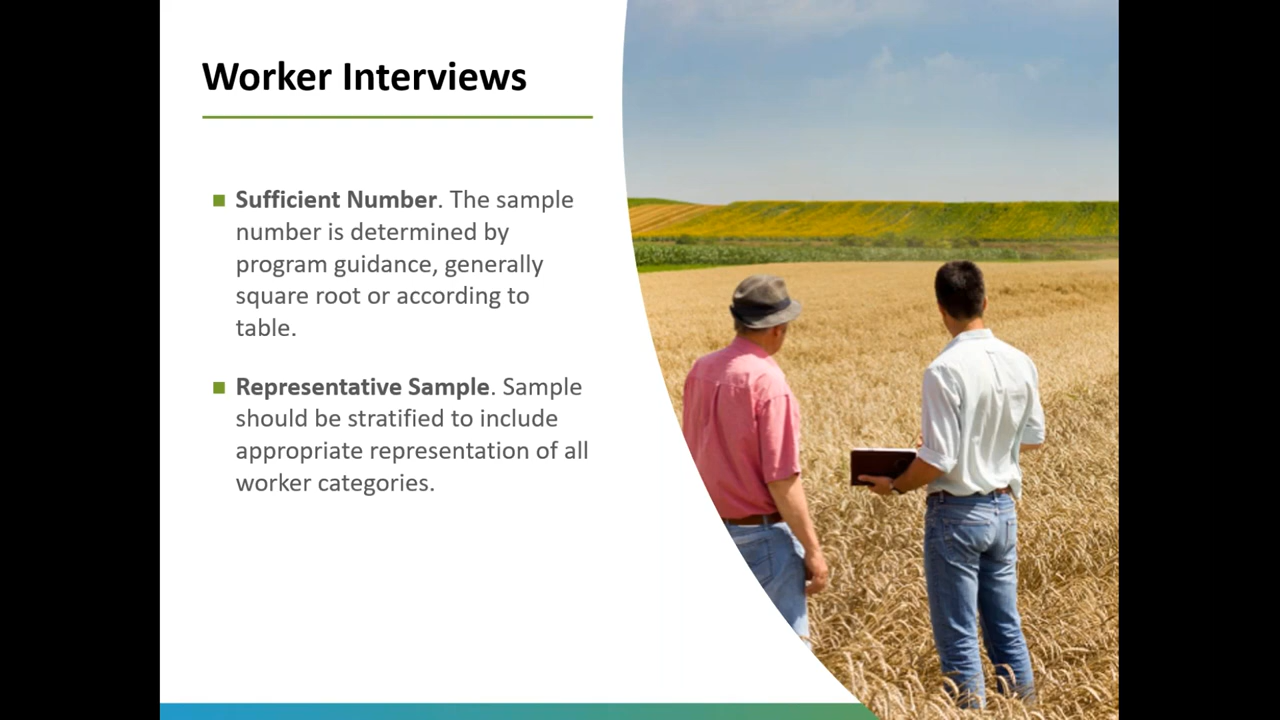 Worker Interviews
Sufficient Number. The sample
number is determined by
program guidance, generally
square root or according to
table.
Representative Sample. Sample
should be stratified to include
appropriate representation of all
worker categories.